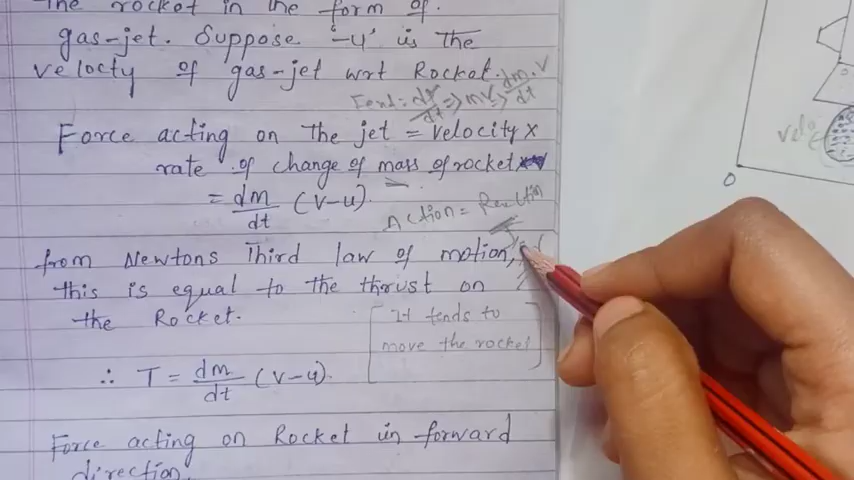 the rocket in the form of
gas-jet. Suppose '-u' is the
velocty of gas-jet wrt Rocket.
dm/dt . V
Force acting on the jet = velocity ×
rate of change of mass of rocket
= dm/dt (v-u).
Action = Reaction
from Newtons Third law of motion,
this is equal to the thrust on
the Rocket.
[It tends to
move the rocket]
∴ T = dm/dt (v-u).
Force acting on Rocket in forward
direction.
O